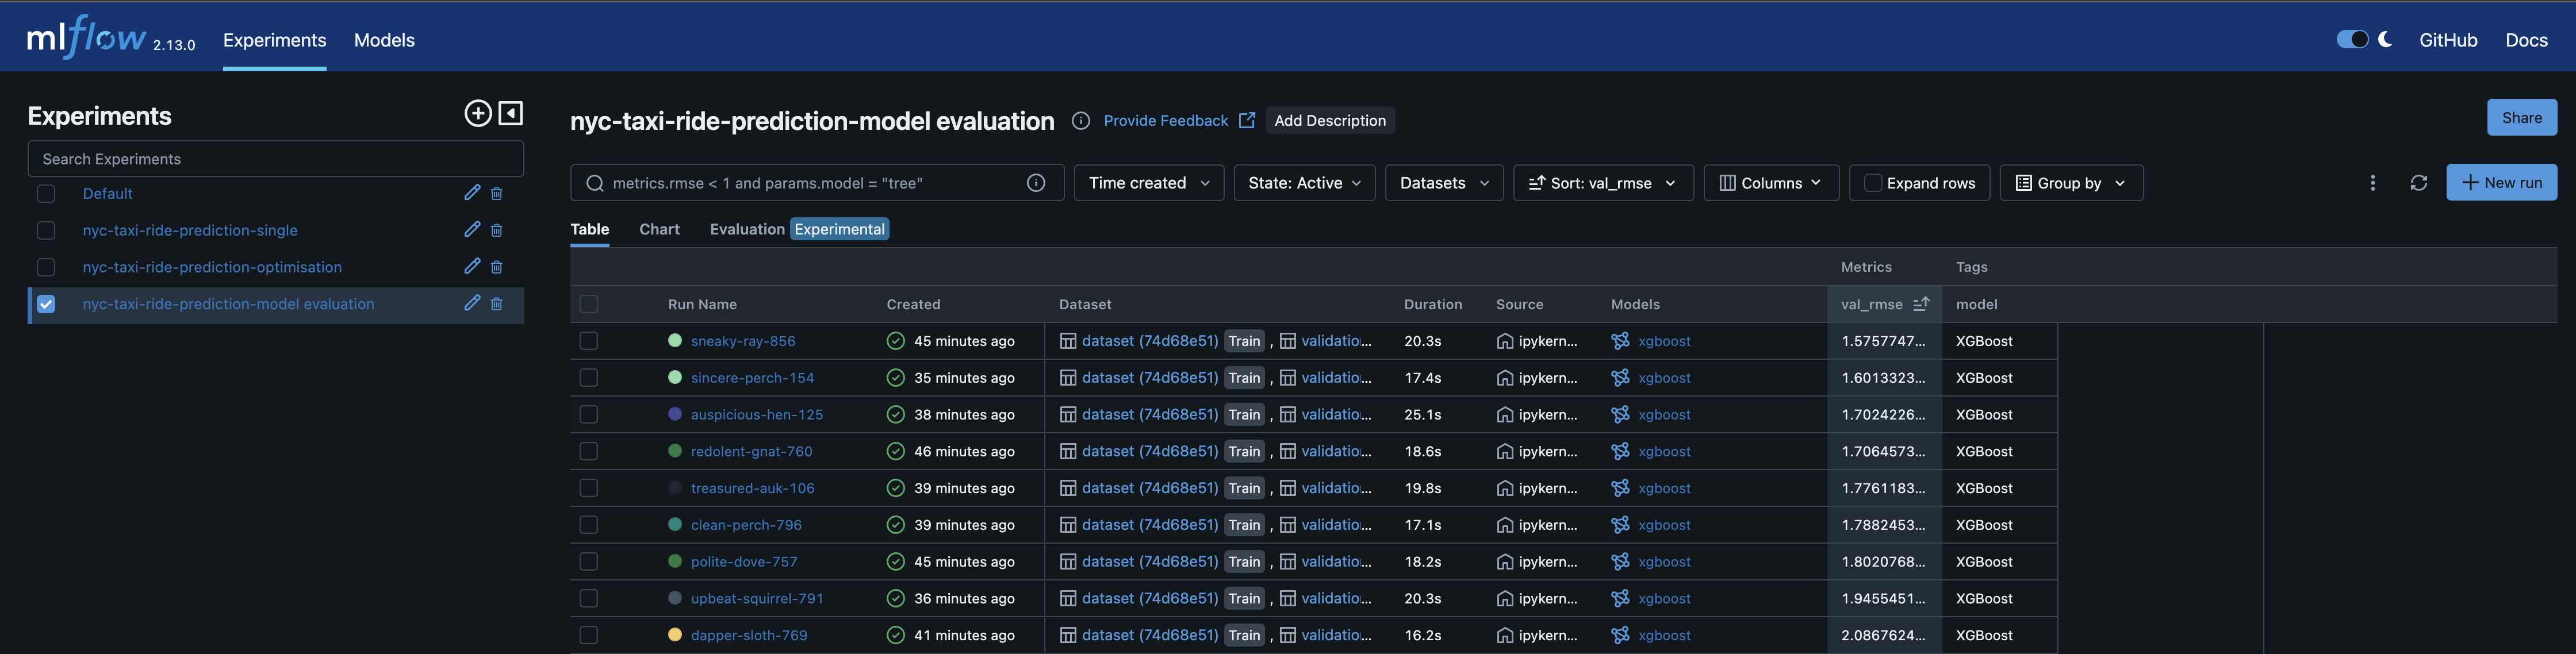 mlflow 2.13.0 Experiments Models GitHub Docs
Experiments
Search Experiments
Default
nyc-taxi-ride-prediction-single
nyc-taxi-ride-prediction-optimisation
nyc-taxi-ride-prediction-model evaluation
nyc-taxi-ride-prediction-model evaluation Provide Feedback Add Description Share
metrics.rmse < 1 and params.model = "tree" Time created State: Active Datasets Sort: val_rmse Columns Expand rows Group by New run
Table Chart Evaluation Experimental
Metrics Tags
Run Name Created Dataset Duration Source Models val_rmse model
sneaky-ray-856 45 minutes ago dataset (74d68e51) Train , validatio... 20.3s ipykern... xgboost 1.5757747... XGBoost
sincere-perch-154 35 minutes ago dataset (74d68e51) Train , validatio... 17.4s ipykern... xgboost 1.6013323... XGBoost
auspicious-hen-125 38 minutes ago dataset (74d68e51) Train , validatio... 25.1s ipykern... xgboost 1.7024226... XGBoost
redolent-gnat-760 46 minutes ago dataset (74d68e51) Train , validatio... 18.6s ipykern... xgboost 1.7064573... XGBoost
treasured-auk-106 39 minutes ago dataset (74d68e51) Train , validatio... 19.8s ipykern... xgboost 1.7761183... XGBoost
clean-perch-796 39 minutes ago dataset (74d68e51) Train , validatio... 17.1s ipykern... xgboost 1.7882453... XGBoost
polite-dove-757 45 minutes ago dataset (74d68e51) Train , validatio... 18.2s ipykern... xgboost 1.8020768... XGBoost
upbeat-squirrel-791 36 minutes ago dataset (74d68e51) Train , validatio... 20.3s ipykern... xgboost 1.9455451... XGBoost
dapper-sloth-769 41 minutes ago dataset (74d68e51) Train , validatio... 16.2s ipykern... xgboost 2.0867624... XGBoost